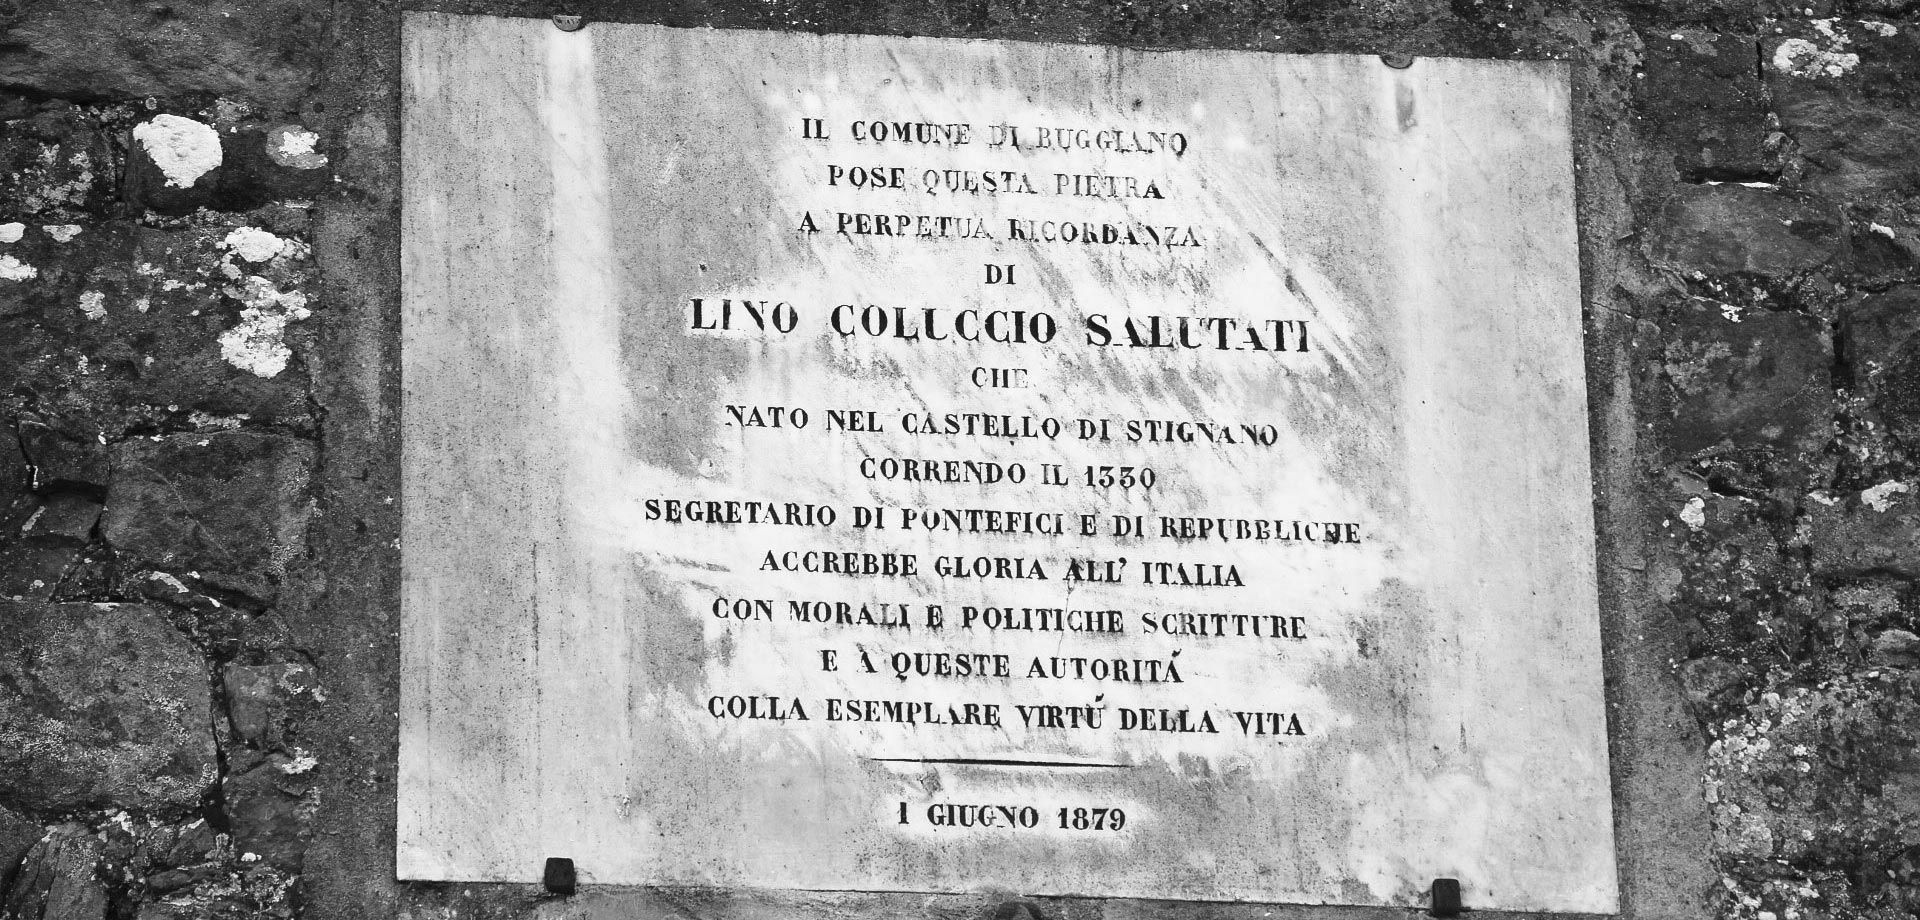 IL COMUNE DI BUGGIANO
POSE QUESTA PIETRA
A PERPETUA RICORDANZA
DI
LINO COLUCCIO SALUTATI
CHE
NATO NEL CASTELLO DI STIGNANO
CORRENDO IL 1330
SEGRETARIO DI PONTEFICI E DI REPUBBLICHE
ACCREBBE GLORIA ALL' ITALIA
CON MORALI E POLITICHE SCRITTURE
E A QUESTE AUTORITÁ
COLLA ESEMPLARE VIRTÚ DELLA VITA
1 GIUGNO 1879